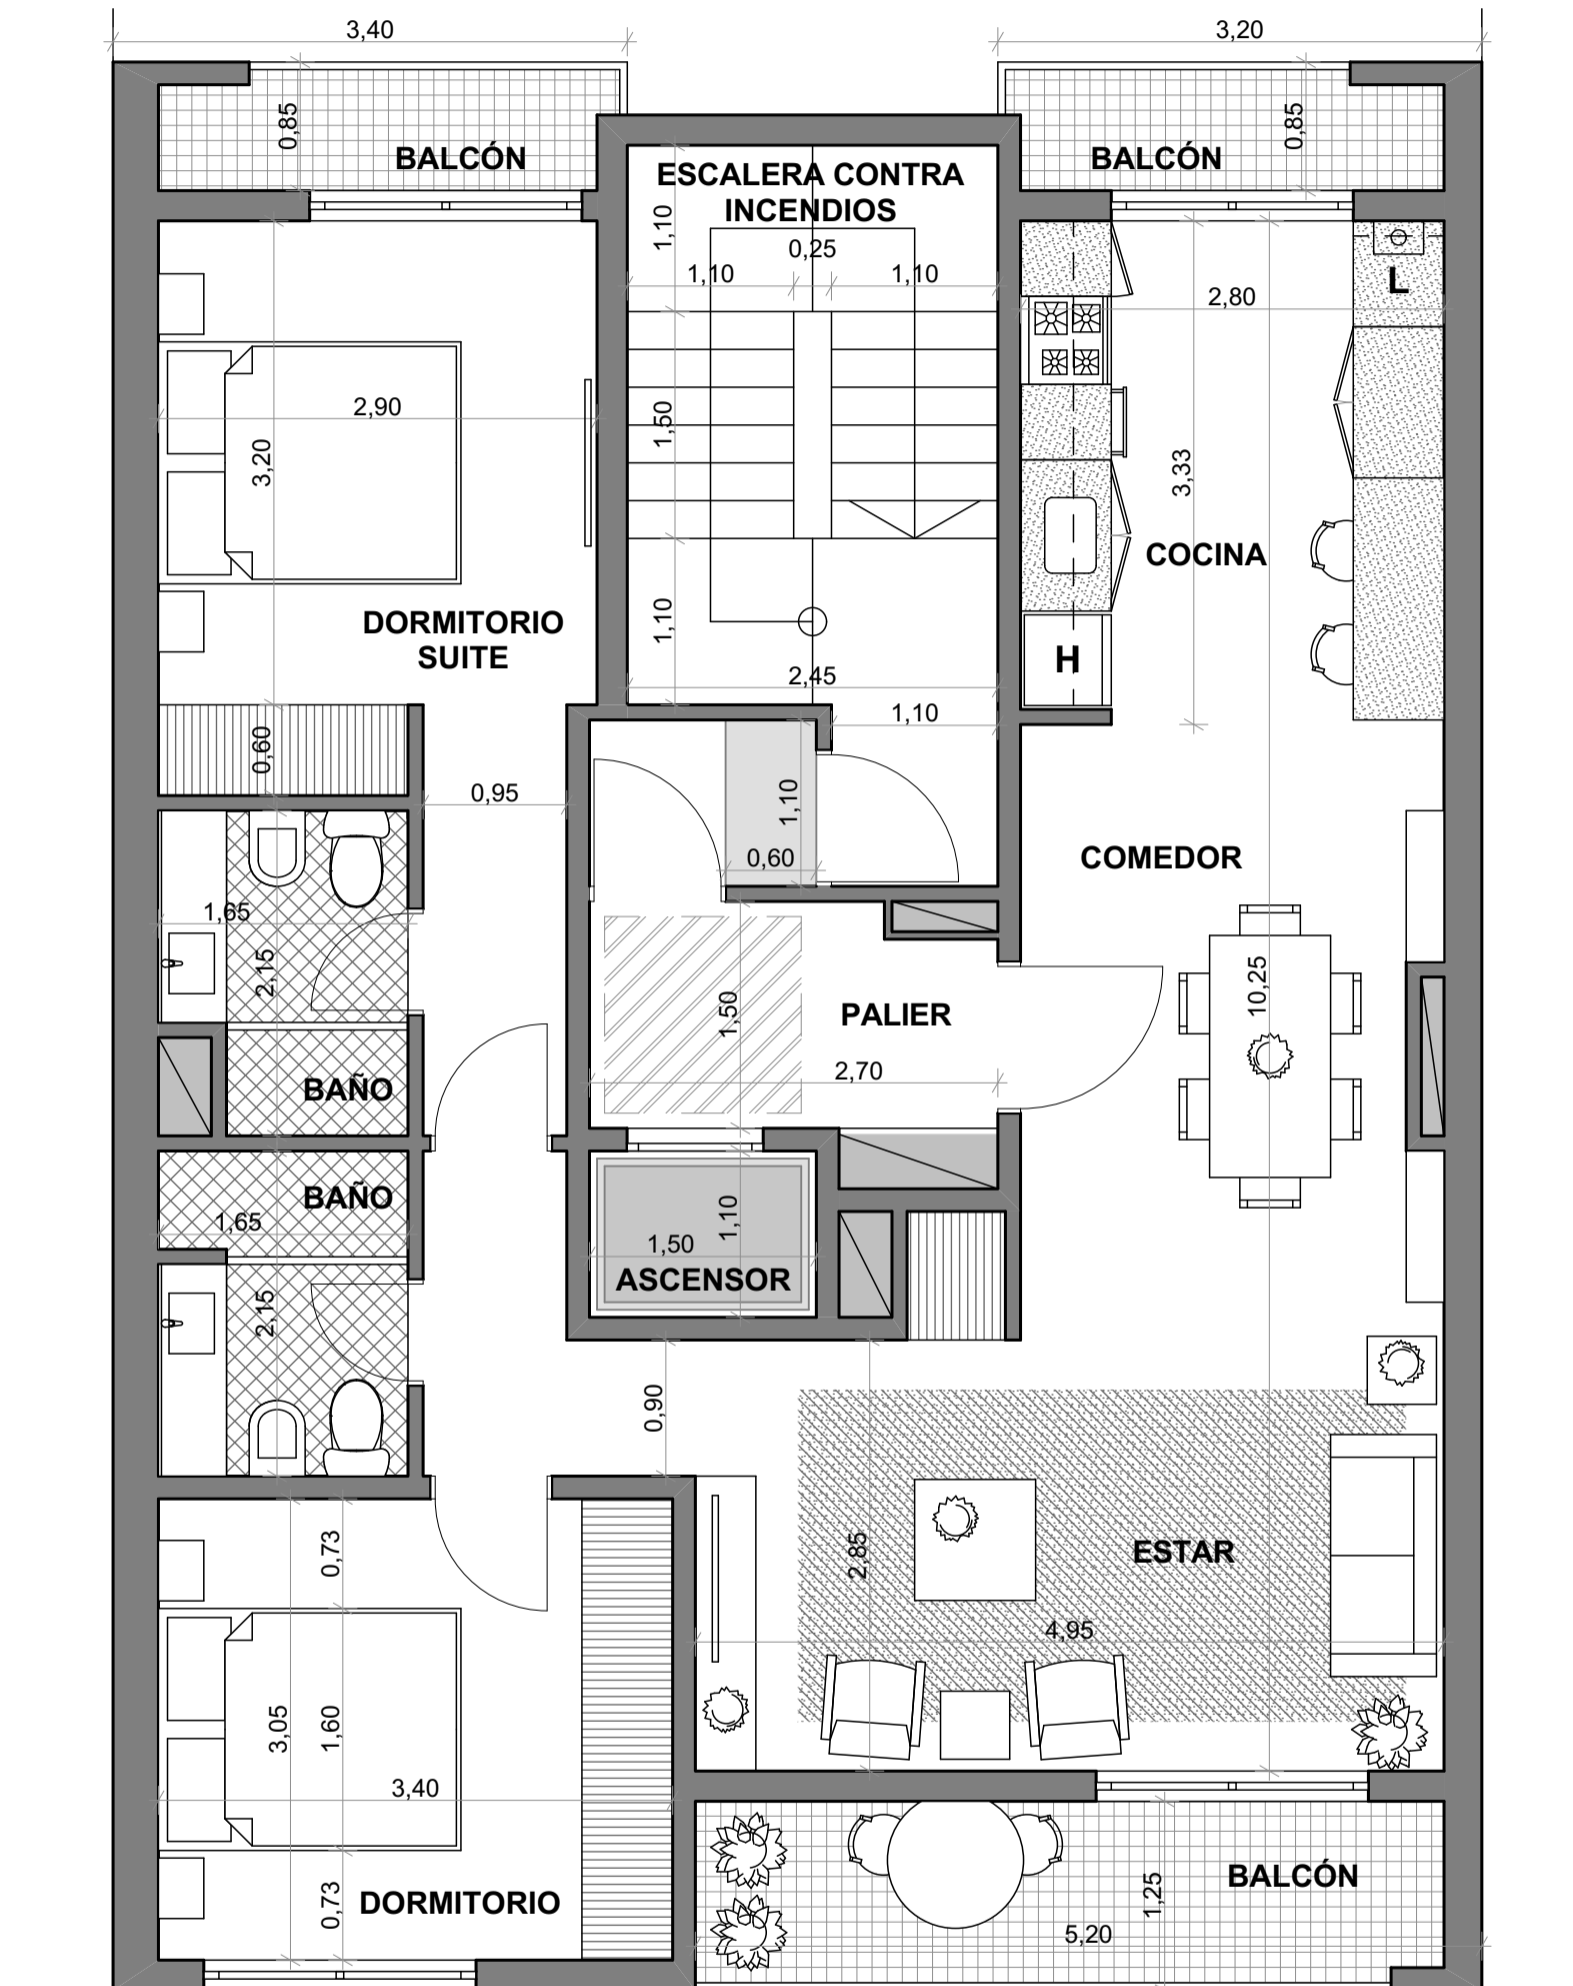 3,40
3,20
0,85
0,85
BALCÓN
BALCÓN
ESCALERA CONTRA
INCENDIOS
1,10
0,25
1,10
1,10
L
2,80
2,90
3,20
1,50
3,33
COCINA
DORMITORIO
SUITE
1,10
H
2,45
1,10
0,60
0,95
1,10
0,60
COMEDOR
1,65
2,15
10,25
1,50
PALIER
2,70
BAÑO
BAÑO
1,65
1,10
1,50
ASCENSOR
2,15
0,90
0,73
2,85
ESTAR
4,95
3,05
1,60
3,40
0,73
DORMITORIO
BALCÓN
1,25
5,20